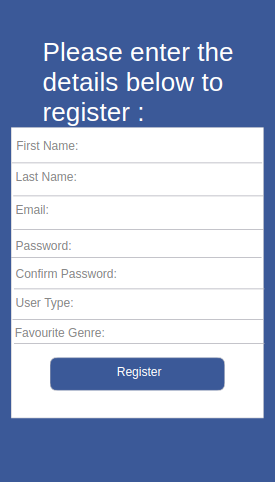 Please enter the
details below to
register :
First Name:
Last Name:
Email:
Password:
Confirm Password:
User Type:
Favourite Genre:
Register